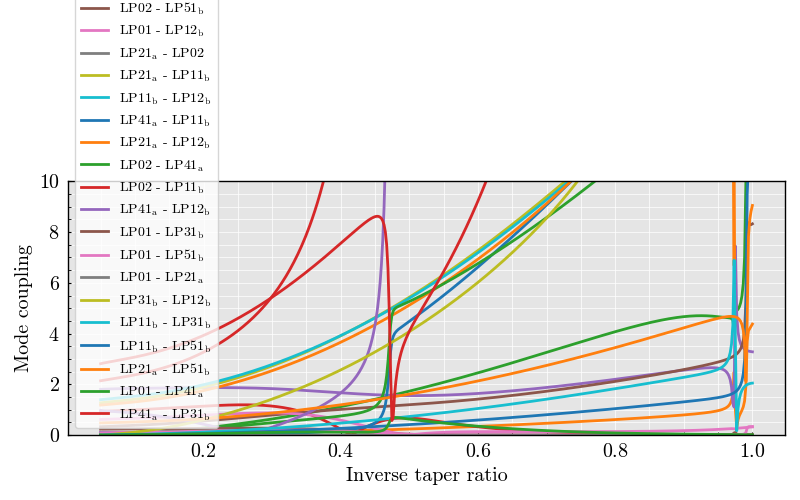 LP02 - LP51b
LP01 - LP12b
LP21a - LP02
LP21a - LP11b
LP11b - LP12b
LP41a - LP11b
LP21a - LP12b
LP02 - LP41a
LP02 - LP11b
LP41a - LP12b
LP01 - LP31b
LP01 - LP51b
LP01 - LP21a
LP31b - LP12b
LP11b - LP31b
LP11b - LP51b
LP21a - LP51b
LP01 - LP41a
LP41a - LP31b
10
8
6
4
2
0
Mode coupling
0.2 0.4 0.6 0.8 1.0
Inverse taper ratio